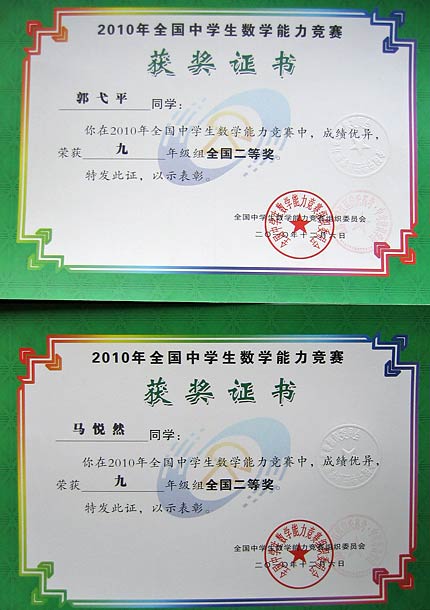 2010年全国中学生数学能力竞赛
获奖证书
郭弋平同学：
你在2010年全国中学生数学能力竞赛中，成绩优异，
荣获 九 年级组全国二等奖。
特发此证，以示表彰。
全国中学生数学能力竞赛组织委员会
二〇一〇年十二月六日
2010年全国中学生数学能力竞赛
获奖证书
马悦然同学：
你在2010年全国中学生数学能力竞赛中，成绩优异，
荣获 九 年级组全国二等奖。
特发此证，以示表彰。
全国中学生数学能力竞赛组织委员会
二〇一〇年十二月六日